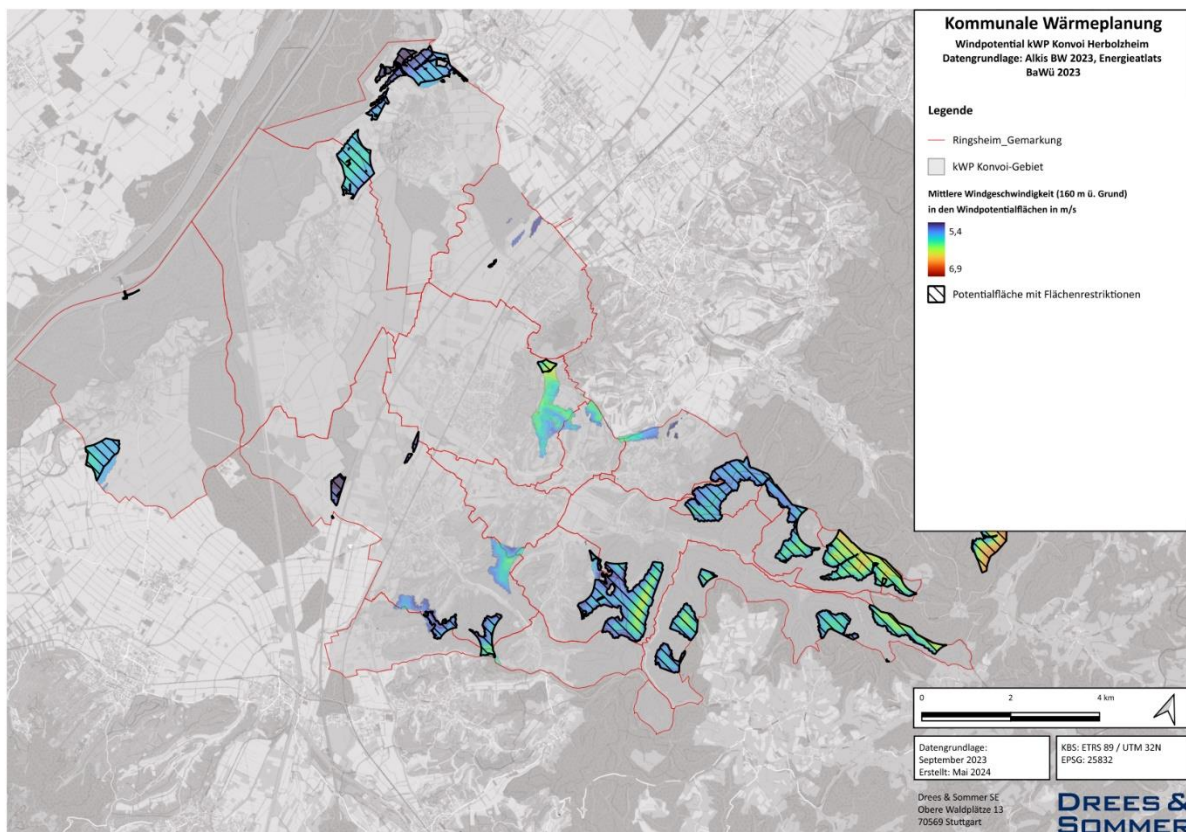 Kommunale Wärmeplanung
Windpotential kWP Konvoi Herbolzheim
Datengrundlage: Alkis BW 2023, Energieatlats
BaWü 2023
Legende
Ringsheim_Gemarkung
kWP Konvoi-Gebiet
Mittlere Windgeschwindigkeit (160 m ü. Grund)
in den Windpotentialflächen in m/s
5,4
6,9
Potentialfläche mit Flächenrestriktionen
0 2 4 km
Datengrundlage:
September 2023
Erstellt: Mai 2024
KBS: ETRS 89 / UTM 32N
EPSG: 25832
Drees & Sommer SE
Obere Waldplätze 13
70569 Stuttgart
DREES &
SOMMER